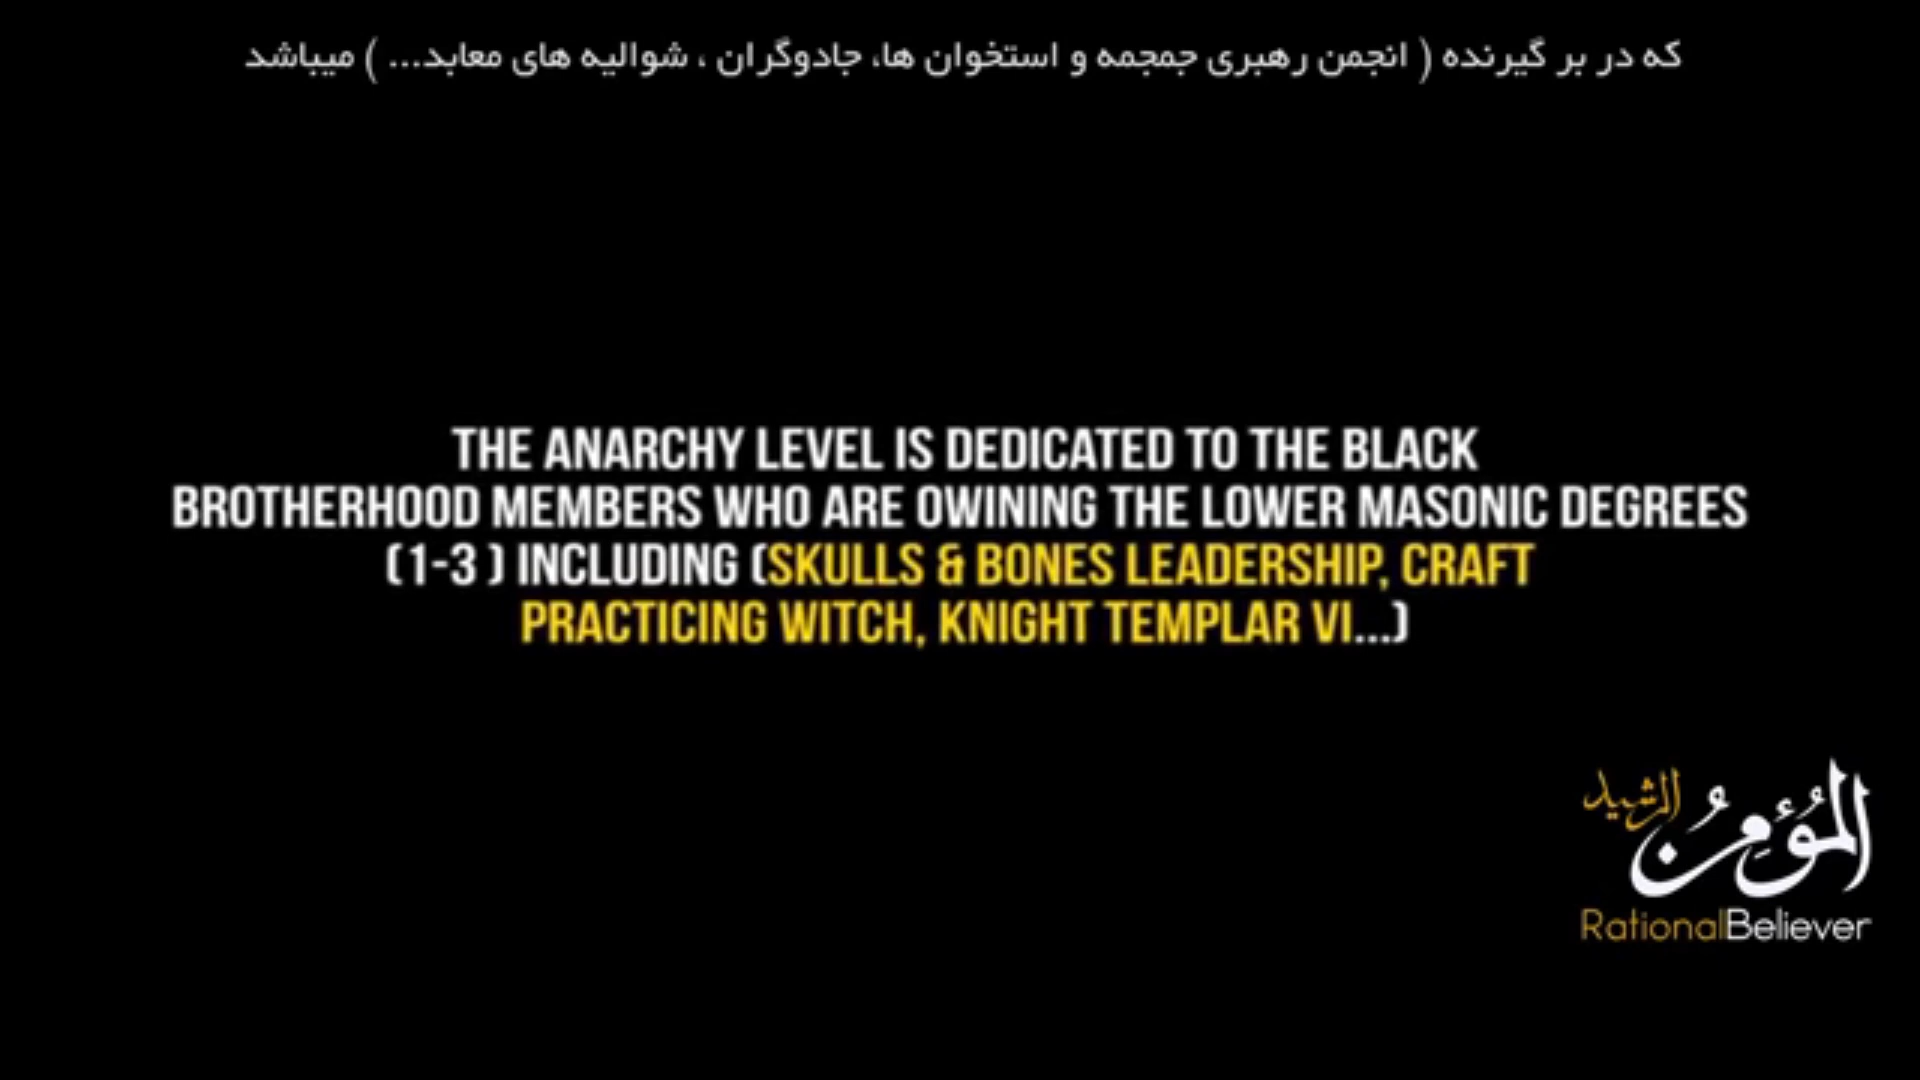 که در بر گیرنده ( انجمن رهبری جمجمه و استخوان ها، جادوگران ، شوالیه های معابد... ) میباشد
THE ANARCHY LEVEL IS DEDICATED TO THE BLACK
BROTHERHOOD MEMBERS WHO ARE OWINING THE LOWER MASONIC DEGREES
(1-3 ) INCLUDING (SKULLS & BONES LEADERSHIP, CRAFT
PRACTICING WITCH, KNIGHT TEMPLAR VI...)
المُؤمِنُ الرشيد
RationalBeliever